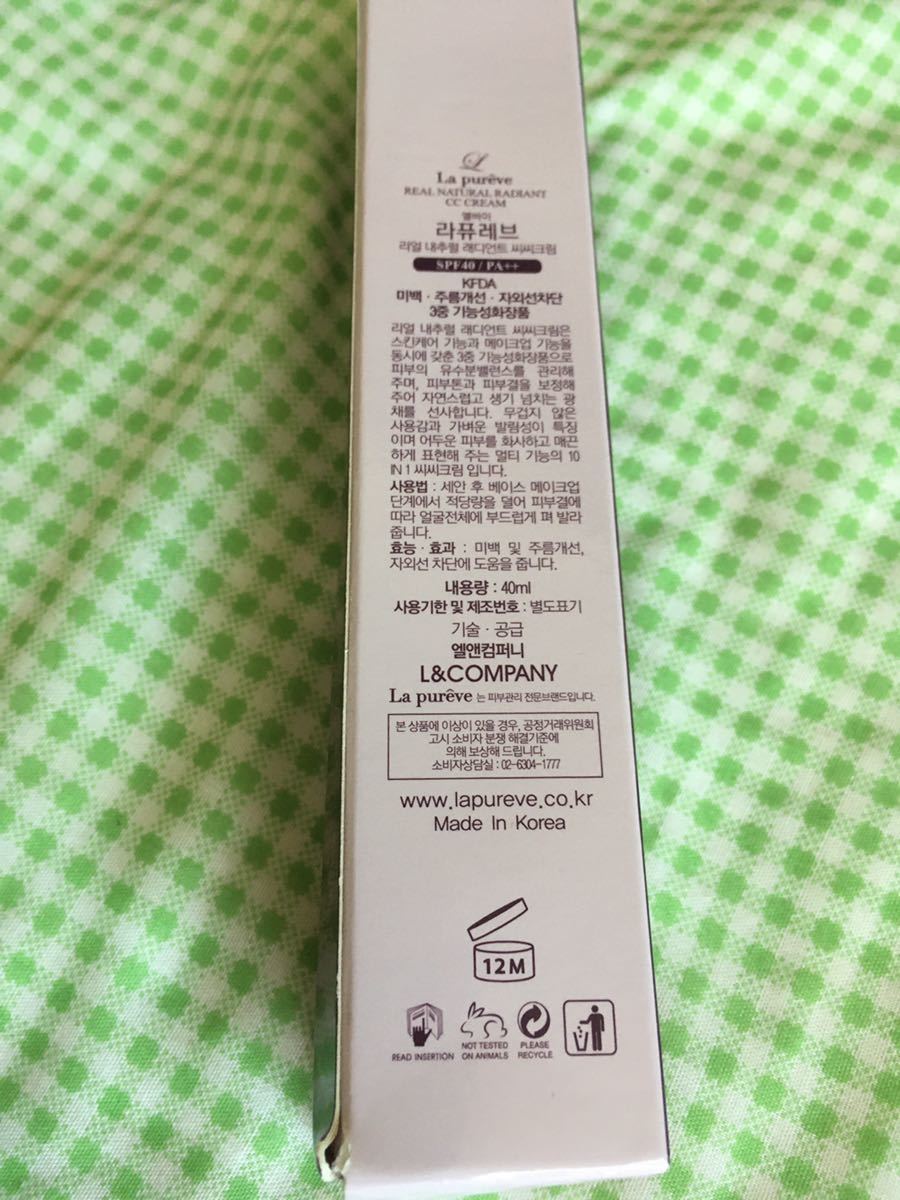 L
La purêve
REAL NATURAL RADIANT
CC CREAM
엘바이
라퓨레브
리얼 내추럴 래디언트 씨씨크림
SPF40 / PA++
KFDA
미백 · 주름개선 · 자외선차단
3중 기능성화장품
리얼 내추럴 래디언트 씨씨크림은
스킨케어 기능과 메이크업 기능을
동시에 갖춘 3중 기능성화장품으로
피부의 유수분밸런스를 관리해
주며, 피부톤과 피부결을 보정해
주어 자연스럽고 생기 넘치는 광
채를 선사합니다. 무겁지 않은
사용감과 가벼운 발림성이 특징
이며 어두운 피부를 화사하고 매끈
하게 표현해 주는 멀티 기능의 10
IN 1 씨씨크림 입니다.
사용법 : 세안 후 베이스 메이크업
단계에서 적당량을 덜어 피부결에
따라 얼굴전체에 부드럽게 펴 발라
줍니다.
효능 · 효과 : 미백 및 주름개선,
자외선 차단에 도움을 줍니다.
내용량 : 40ml
사용기한 및 제조번호 : 별도표기
기술 · 공급
엘앤컴퍼니
L&COMPANY
La purêve 는 피부관리 전문브랜드입니다.
본 상품에 이상이 있을 경우, 공정거래위원회
고시 소비자 분쟁 해결기준에
의해 보상해 드립니다.
소비자상담실 : 02-6304-1777
www.lapureve.co.kr
Made In Korea
12M
READ INSERTION
NOT TESTED
ON ANIMALS
PLEASE
RECYCLE